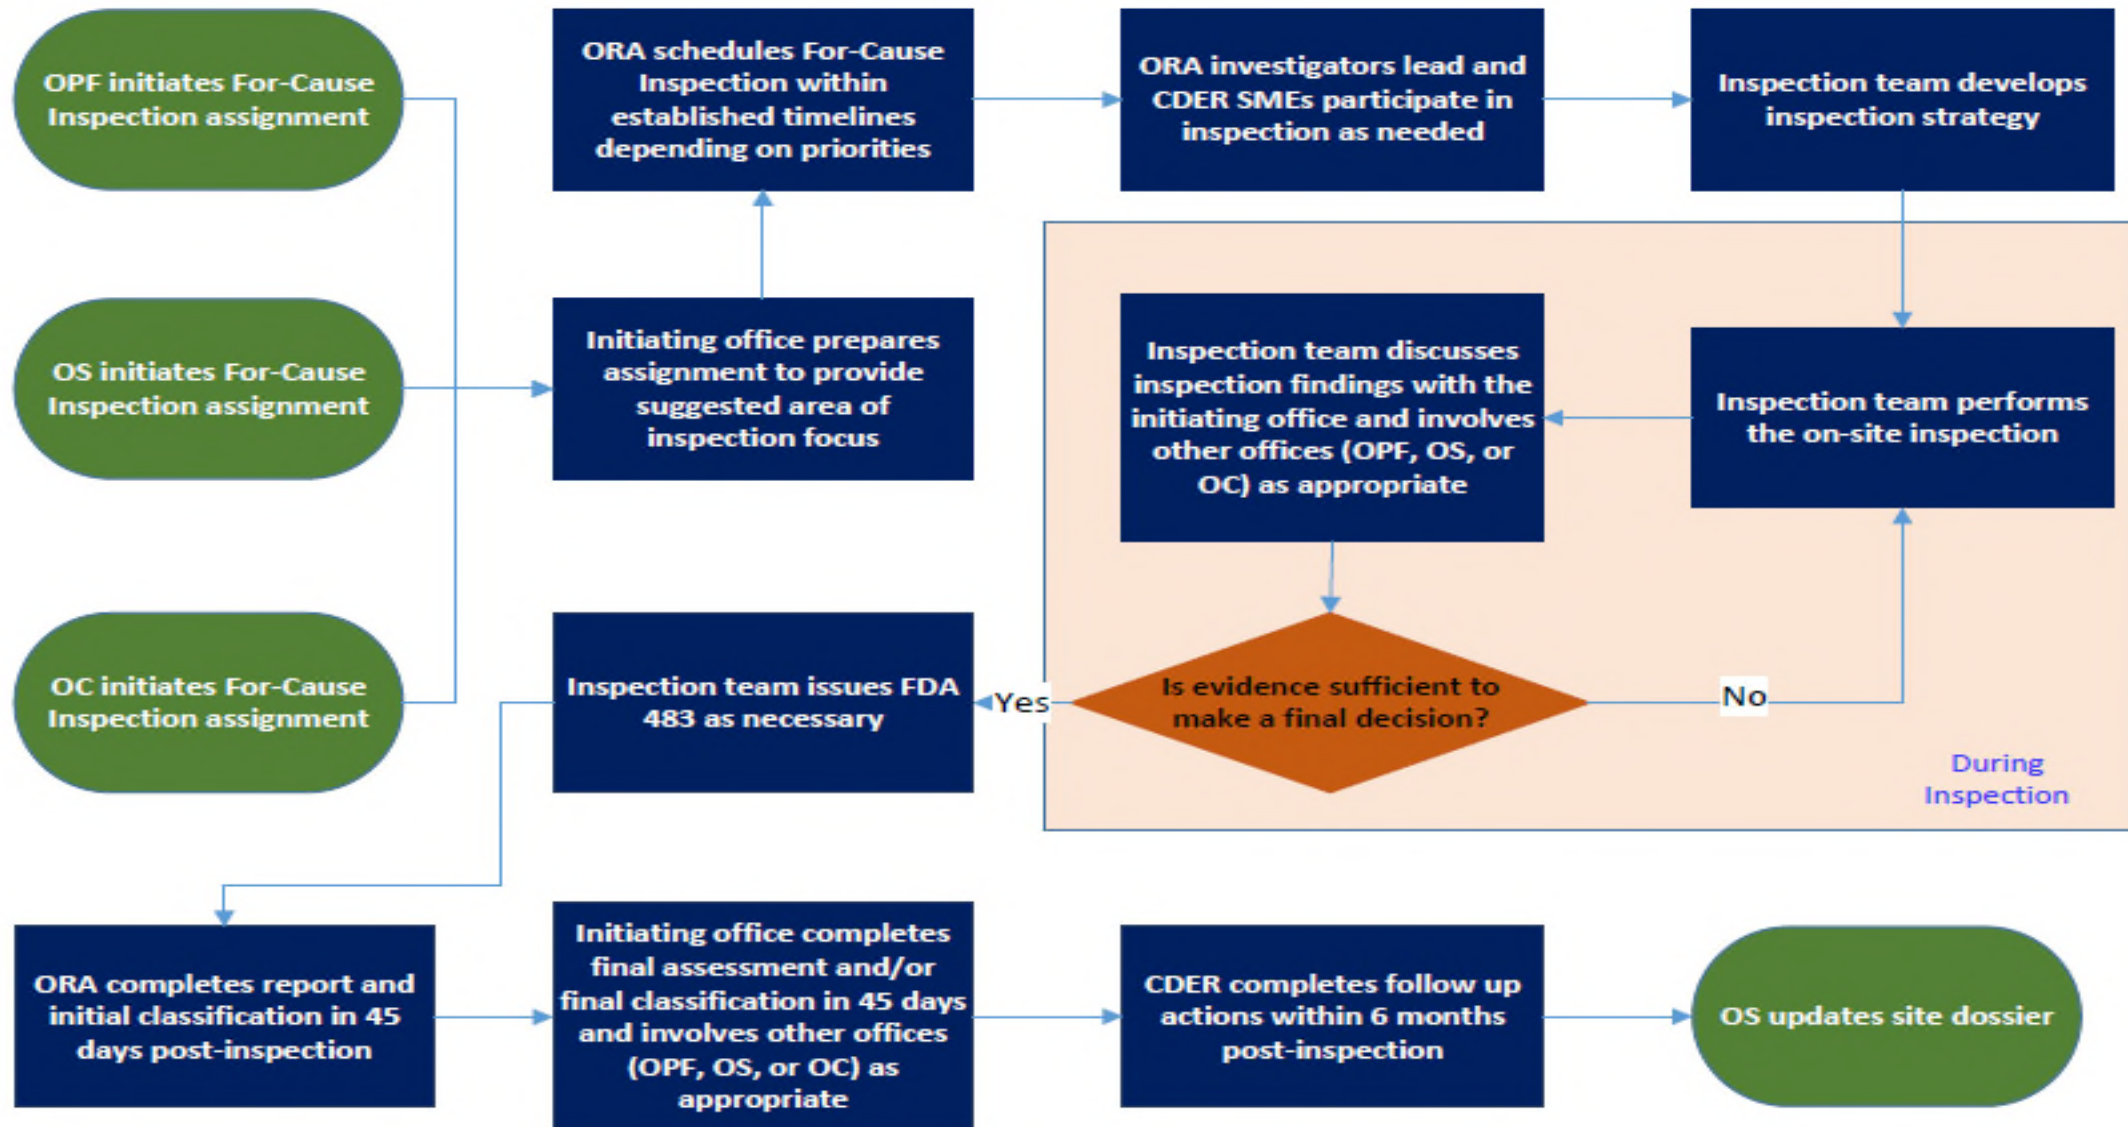 OPF initiates For-Cause
Inspection assignment
ORA schedules For-Cause
Inspection within
established timelines
depending on priorities
ORA investigators lead and
CDER SMEs participate in
inspection as needed
Inspection team develops
inspection strategy
OS initiates For-Cause
Inspection assignment
Initiating office prepares
assignment to provide
suggested area of
inspection focus
Inspection team discusses
inspection findings with the
initiating office and involves
other offices (OPF, OS, or
OC) as appropriate
Inspection team performs
the on-site inspection
OC initiates For-Cause
Inspection assignment
Inspection team issues FDA
483 as necessary
Yes
Is evidence sufficient to
make a final decision?
No
During
Inspection
ORA completes report and
initial classification in 45
days post-inspection
Initiating office completes
final assessment and/or
final classification in 45 days
and involves other offices
(OPF, OS, or OC) as
appropriate
CDER completes follow up
actions within 6 months
post-inspection
OS updates site dossier